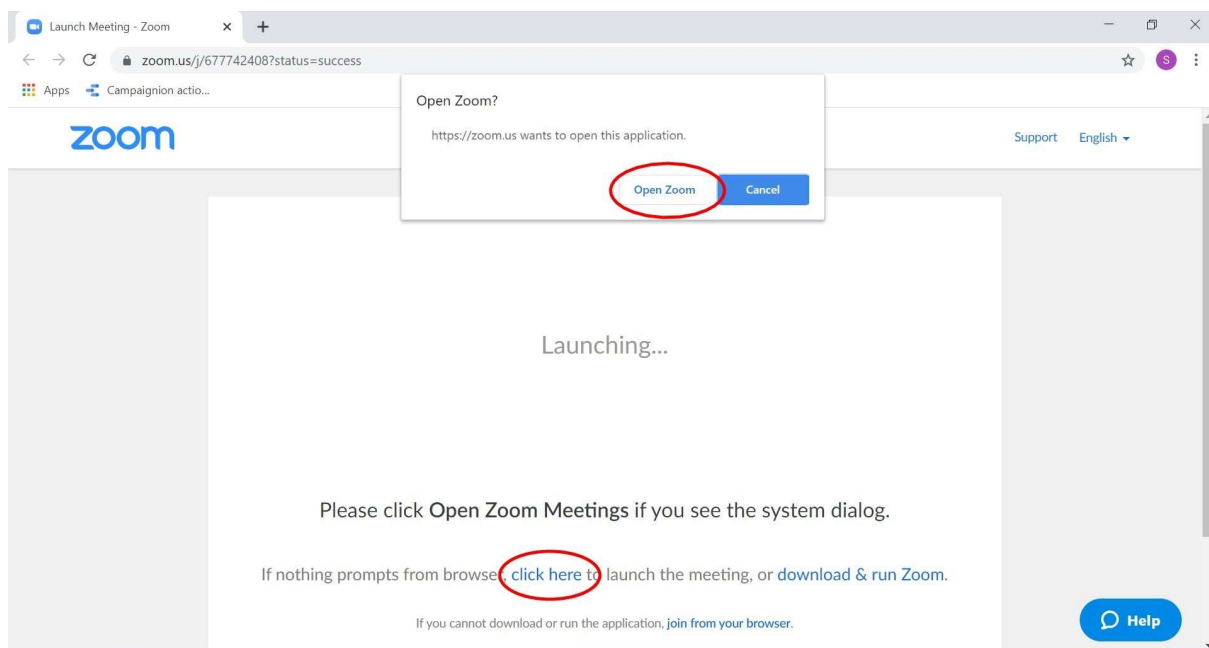 Launch Meeting - Zoom
zoom.us/j/677742408?status=success
S
Apps Campaignion actio...
Open Zoom?
https://zoom.us wants to open this application.
Open Zoom Cancel
zoom
Support English
Launching...
Please click Open Zoom Meetings if you see the system dialog.
If nothing prompts from browser, click here to launch the meeting, or download & run Zoom.
If you cannot download or run the application, join from your browser.
Help